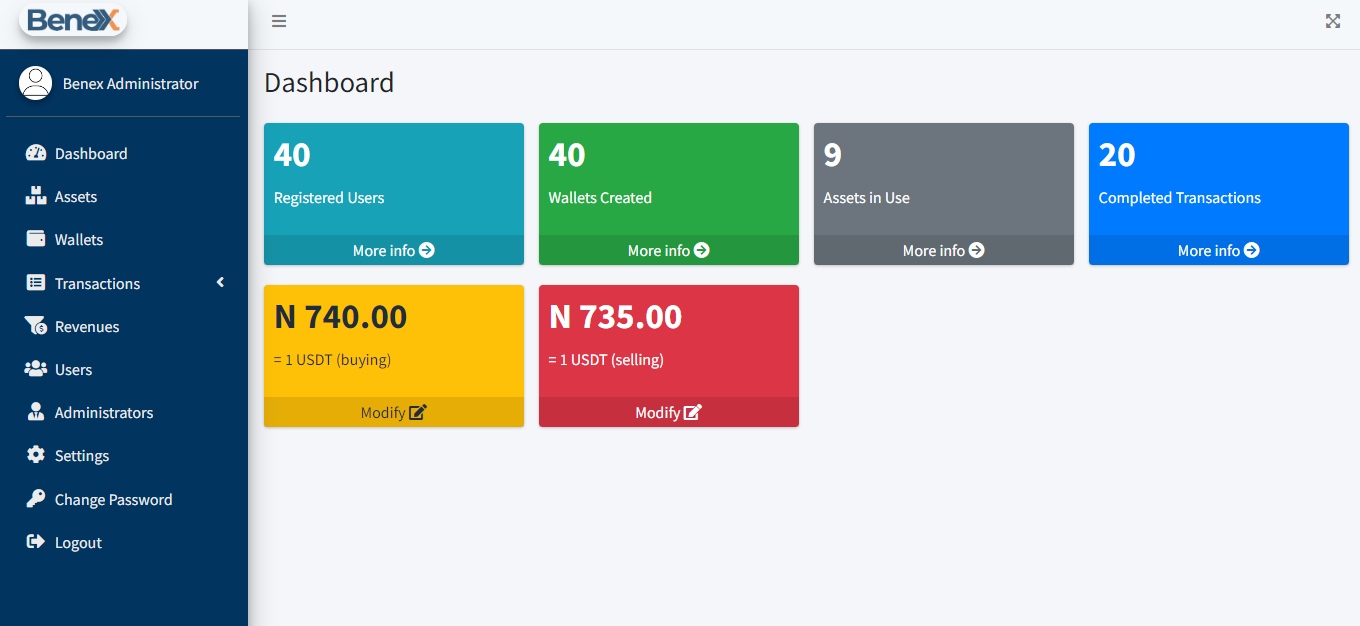 BeneX
Benex Administrator
Dashboard
Assets
Wallets
Transactions
Revenues
Users
Administrators
Settings
Change Password
Logout
Dashboard
40
Registered Users
More info
40
Wallets Created
More info
9
Assets in Use
More info
20
Completed Transactions
More info
N 740.00
= 1 USDT (buying)
Modify
N 735.00
= 1 USDT (selling)
Modify